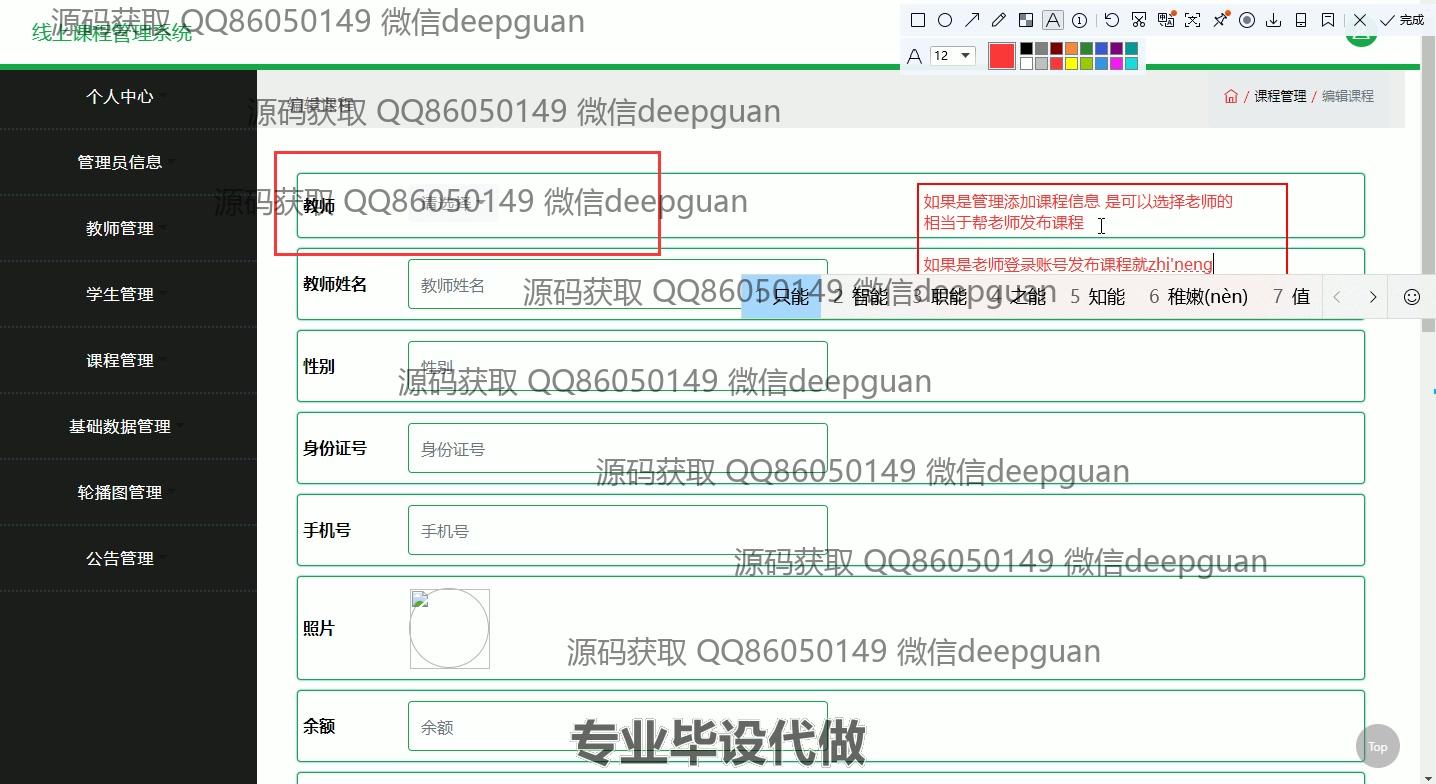 源码获取 QQ86050149 微信deepguan
线上课程管理系统
12
完成
个人中心
管理员信息
教师管理
学生管理
课程管理
基础数据管理
轮播图管理
公告管理
编辑课程
/ 课程管理 / 编辑课程
源码获取 QQ86050149 微信deepguan
教师
请选择
源码获取 QQ86050149 微信deepguan
如果是管理添加课程信息 是可以选择老师的
相当于帮老师发布课程
如果是老师登录账号发布课程就zhi'neng
1 只能 2 智能 3 职能 4 之能 5 知能 6 稚嫩(nèn) 7 值
教师姓名
教师姓名
源码获取 QQ86050149 微信deepguan
性别
性别
源码获取 QQ86050149 微信deepguan
身份证号
身份证号
源码获取 QQ86050149 微信deepguan
手机号
手机号
源码获取 QQ86050149 微信deepguan
照片
源码获取 QQ86050149 微信deepguan
余额
余额
专业毕设代做
Top